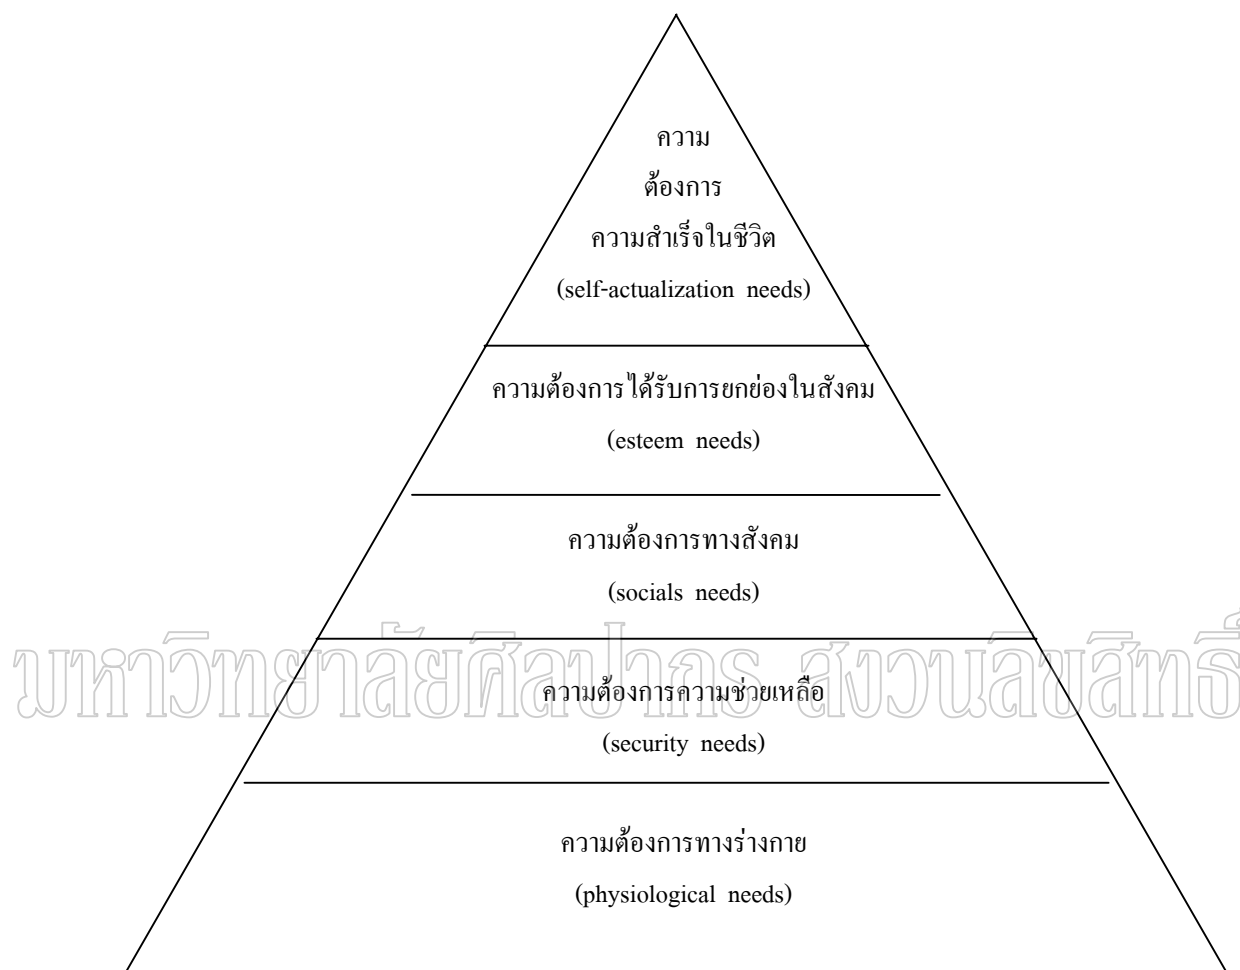 ความ
ต้องการ
ความสำเร็จในชีวิต
(self-actualization needs)
ความต้องการได้รับการยกย่องในสังคม
(esteem needs)
ความต้องการทางสังคม
(socials needs)
มหาวิทยาลัยศิลปากร สงวนลิขสิทธิ์
ความต้องการความช่วยเหลือ
(security needs)
ความต้องการทางร่างกาย
(physiological needs)